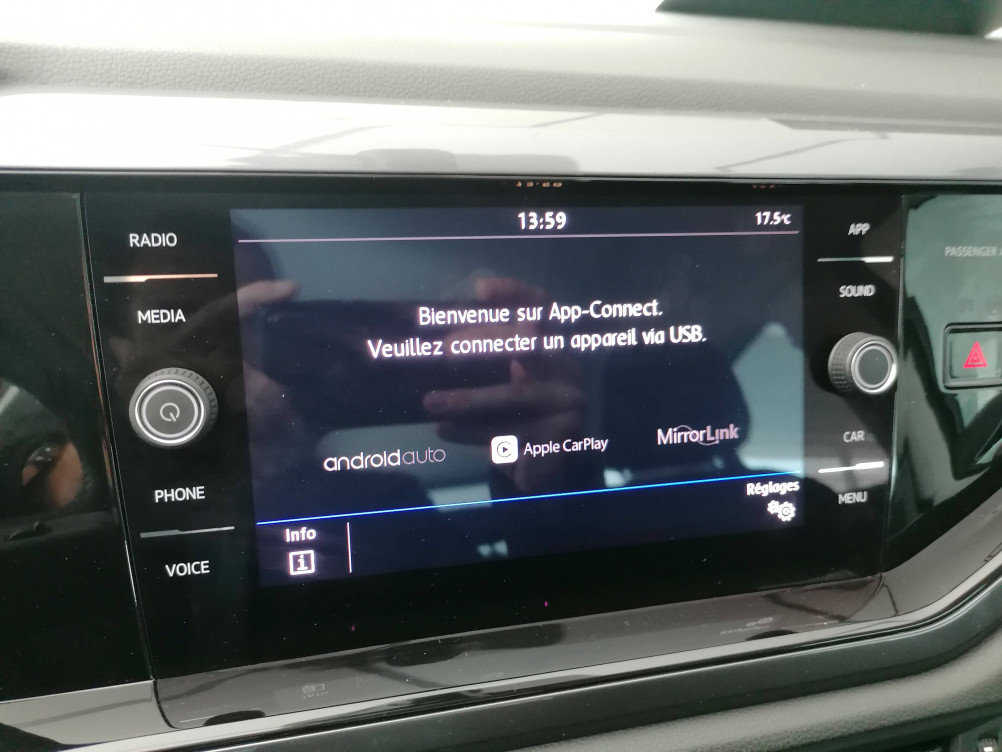 13:59
17.5°C
RADIO
MEDIA
PHONE
VOICE
Bienvenue sur App-Connect.
Veuillez connecter un appareil via USB.
androidauto
Apple CarPlay
MirrorLink
Réglages
Info
i
APP
SOUND
CAR
MENU
PASSENGER